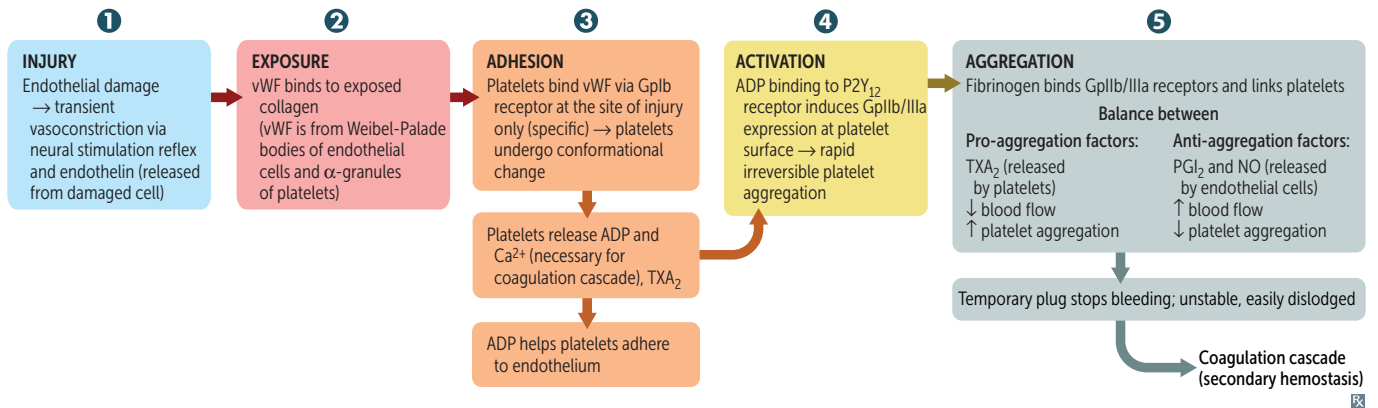 1
INJURY
Endothelial damage
→ transient
vasoconstriction via
neural stimulation reflex
and endothelin (released
from damaged cell)
2
EXPOSURE
vWF binds to exposed
collagen
(vWF is from Weibel-Palade
bodies of endothelial
cells and α-granules
of platelets)
3
ADHESION
Platelets bind vWF via GpIb
receptor at the site of injury
only (specific) → platelets
undergo conformational
change
Platelets release ADP and
Ca²⁺ (necessary for
coagulation cascade), TXA₂
ADP helps platelets adhere
to endothelium
4
ACTIVATION
ADP binding to P2Y₁₂
receptor induces GpIIb/IIIa
expression at platelet
surface → rapid
irreversible platelet
aggregation
5
AGGREGATION
Fibrinogen binds GpIIb/IIIa receptors and links platelets
Balance between
Pro-aggregation factors:
TXA₂ (released
by platelets)
↓ blood flow
↑ platelet aggregation
Anti-aggregation factors:
PGI₂ and NO (released
by endothelial cells)
↑ blood flow
↓ platelet aggregation
Temporary plug stops bleeding; unstable, easily dislodged
Coagulation cascade
(secondary hemostasis)
Rx